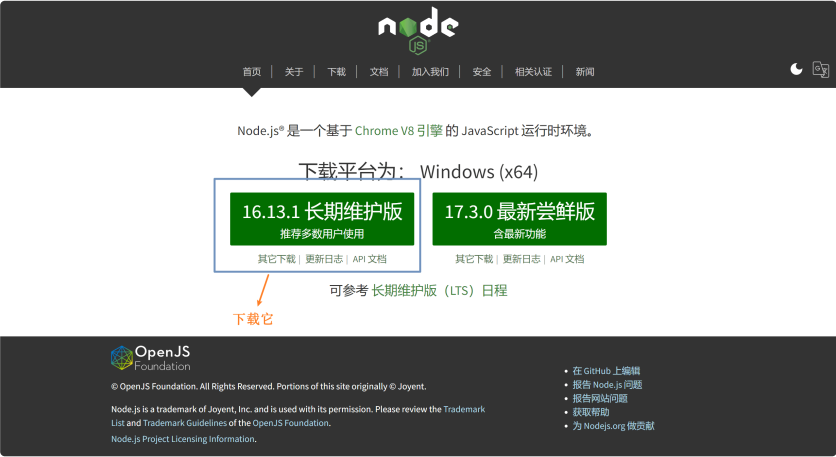 node
JS
首页 | 关于 | 下载 | 文档 | 加入我们 | 安全 | 相关认证 | 新闻
Node.js® 是一个基于 Chrome V8 引擎 的 JavaScript 运行时环境。
下载平台为： Windows (x64)
16.13.1 长期维护版
推荐多数用户使用
其它下载 | 更新日志 | API 文档
17.3.0 最新尝鲜版
含最新功能
其它下载 | 更新日志 | API 文档
可参考 长期维护版（LTS）日程
下载它
OpenJS
Foundation
© OpenJS Foundation. All Rights Reserved. Portions of this site originally © Joyent.
Node.js is a trademark of Joyent, Inc. and is used with its permission. Please review the Trademark
List and Trademark Guidelines of the OpenJS Foundation.
Node.js Project Licensing Information.
• 在 GitHub 上编辑
• 报告 Node.js 问题
• 报告网站问题
• 获取帮助
• 为 Nodejs.org 做贡献